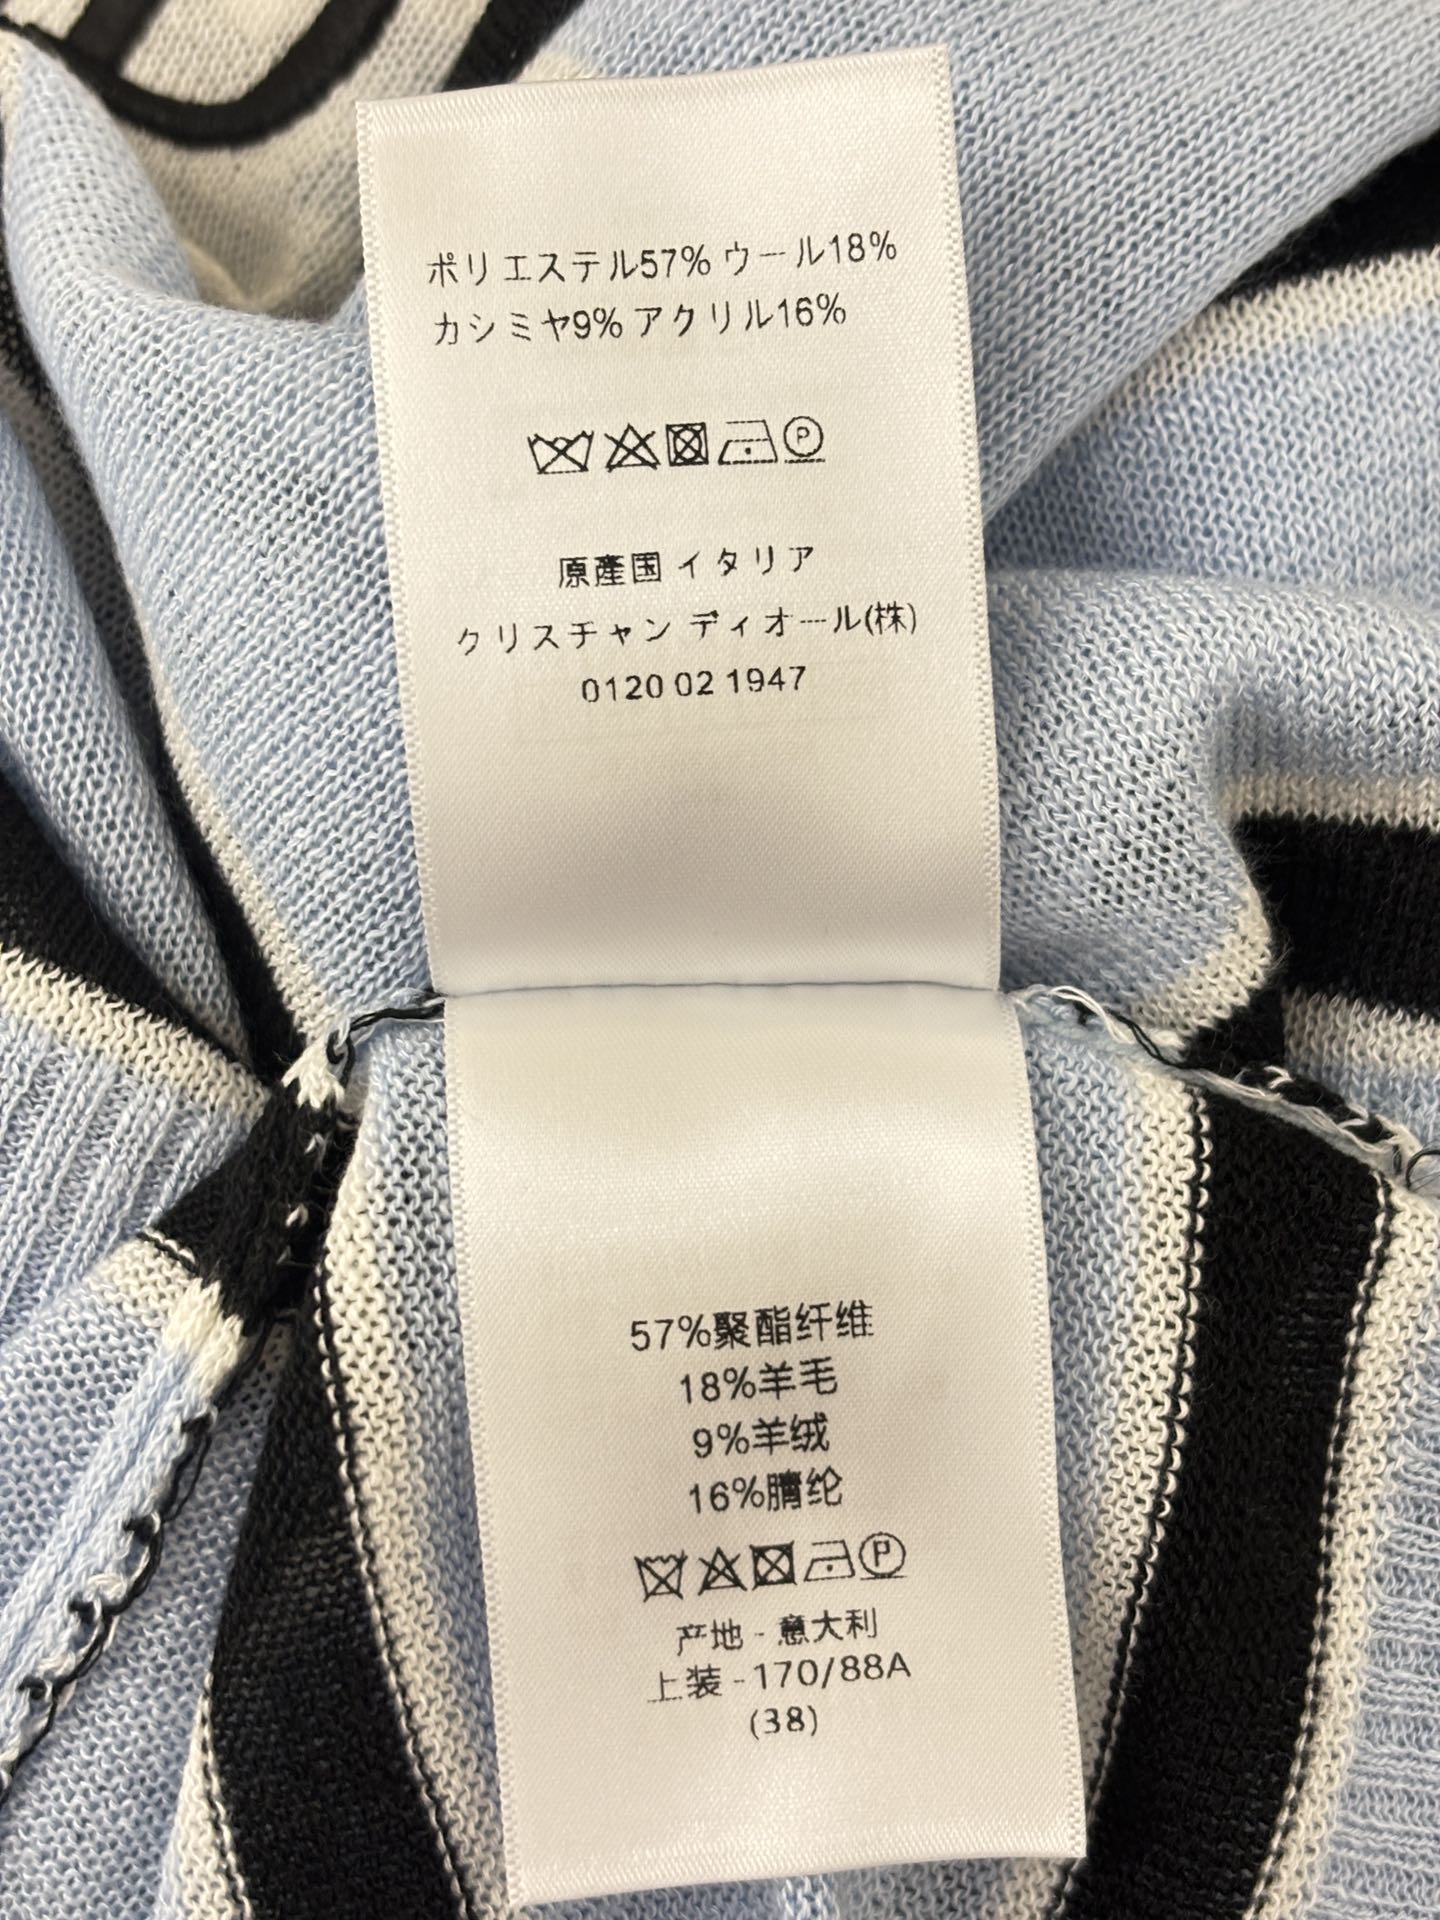 ポリエステル57% ウール18%
カシミヤ9% アクリル16%
P
原產国 イタリア
クリスチャン ディオール(株)
0120 02 1947
57%聚酯纤维
18%羊毛
9%羊绒
16%腈纶
P
产地 - 意大利
上装 - 170/88A
(38)